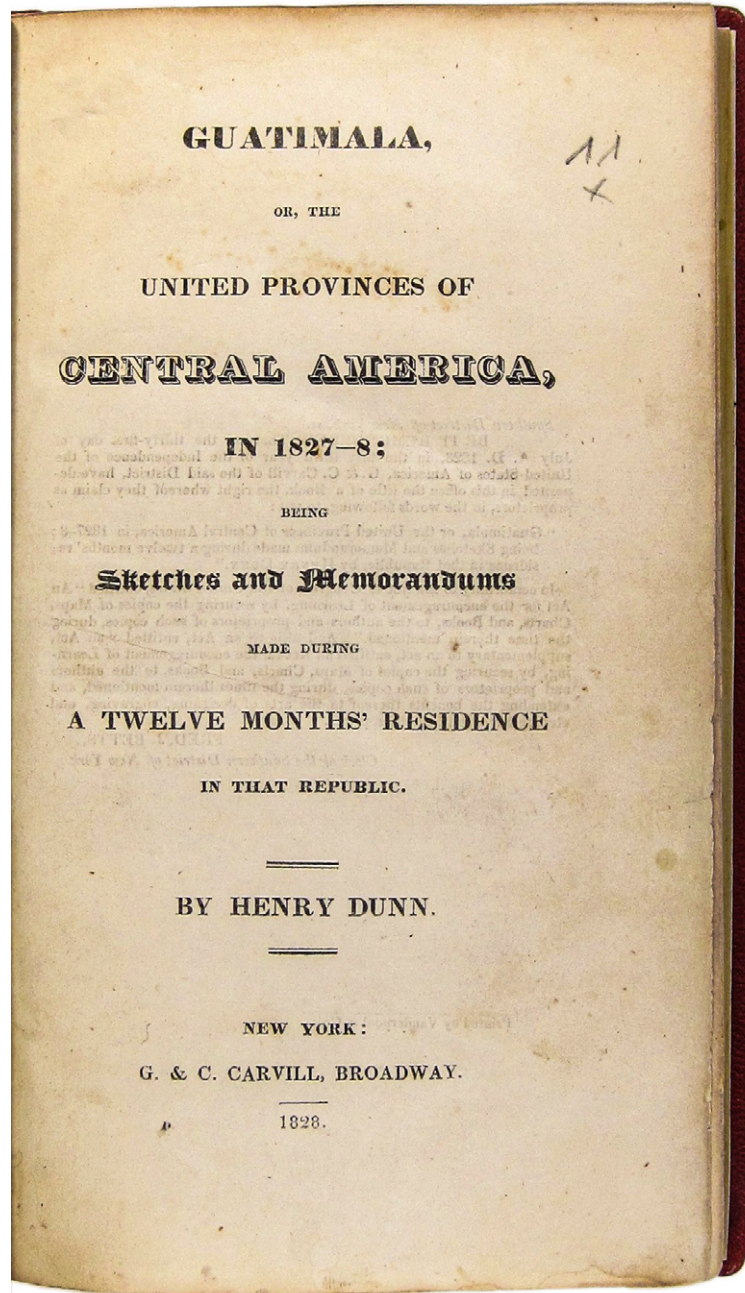 GUATIMALA,
11
x
OR, THE
UNITED PROVINCES OF
CENTRAL AMERICA,
IN 1827–8;
BEING
Sketches and Memorandums
MADE DURING
A TWELVE MONTHS' RESIDENCE
IN THAT REPUBLIC.
BY HENRY DUNN.
NEW YORK:
G. & C. CARVILL, BROADWAY.
1828.